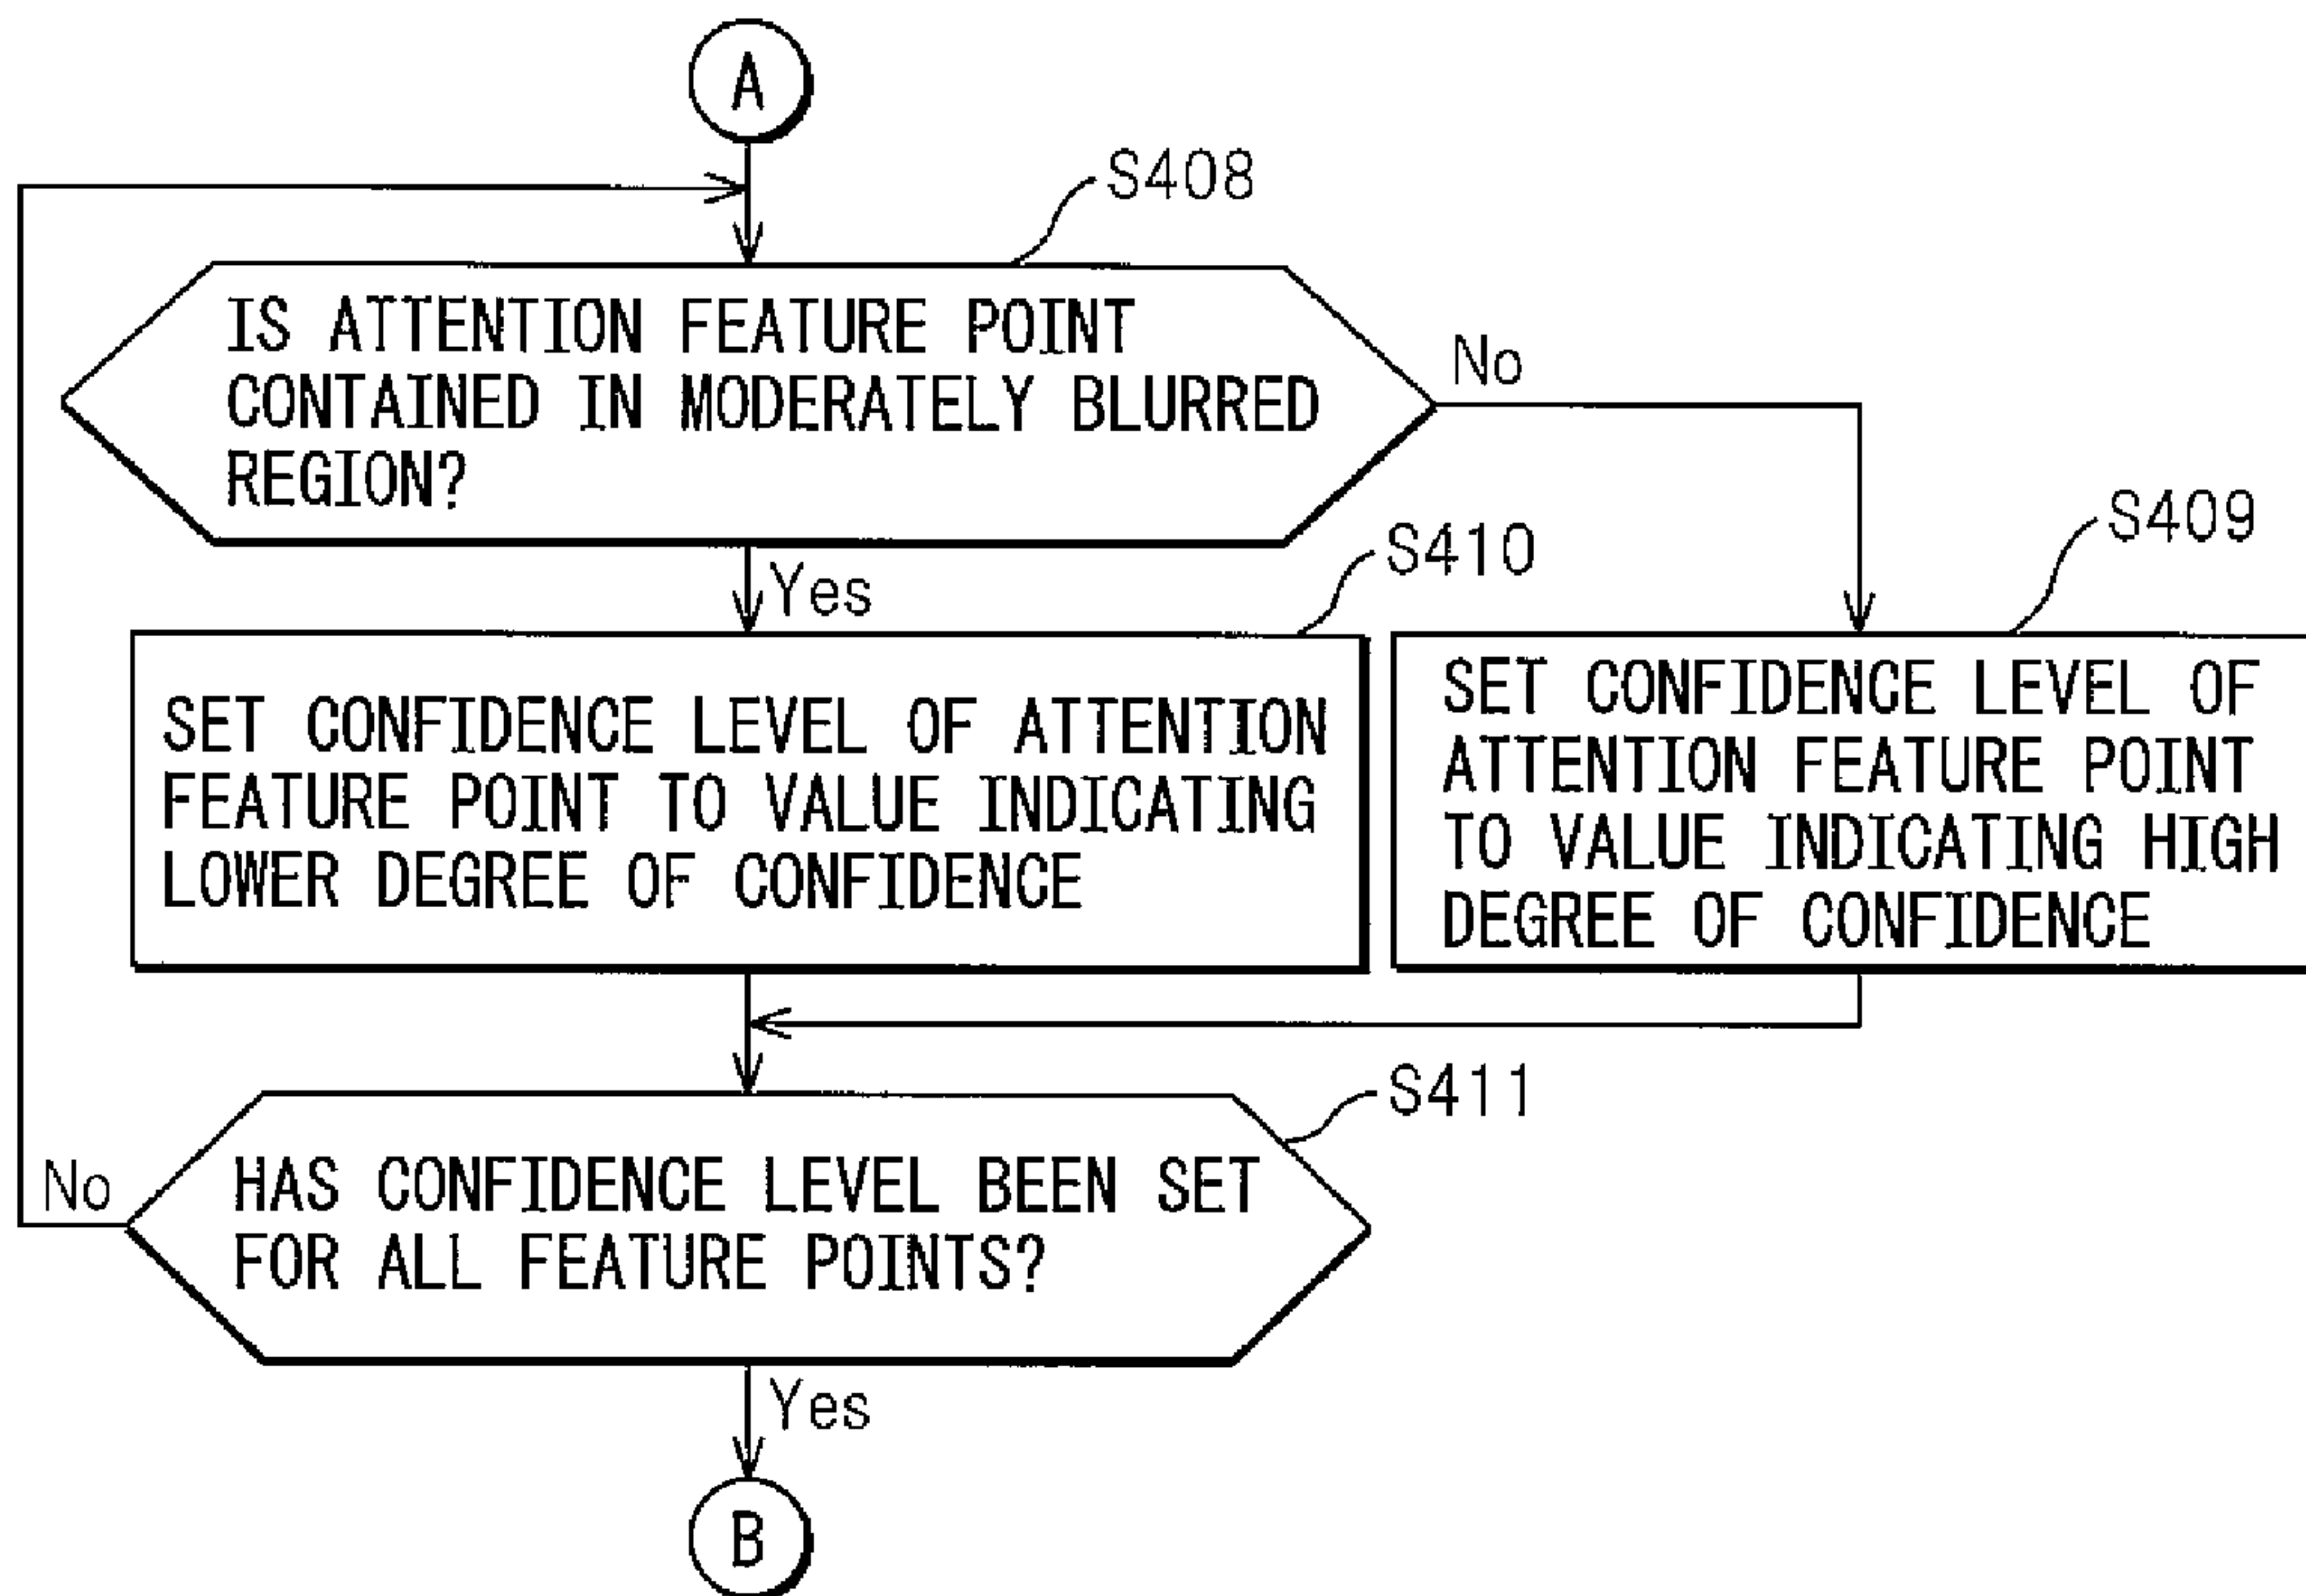 A
S408
IS ATTENTION FEATURE POINT
CONTAINED IN MODERATELY BLURRED
REGION?
No
Yes
S410
S409
SET CONFIDENCE LEVEL OF ATTENTION
FEATURE POINT TO VALUE INDICATING
LOWER DEGREE OF CONFIDENCE
SET CONFIDENCE LEVEL OF
ATTENTION FEATURE POINT
TO VALUE INDICATING HIGH
DEGREE OF CONFIDENCE
S411
No
HAS CONFIDENCE LEVEL BEEN SET
FOR ALL FEATURE POINTS?
Yes
B